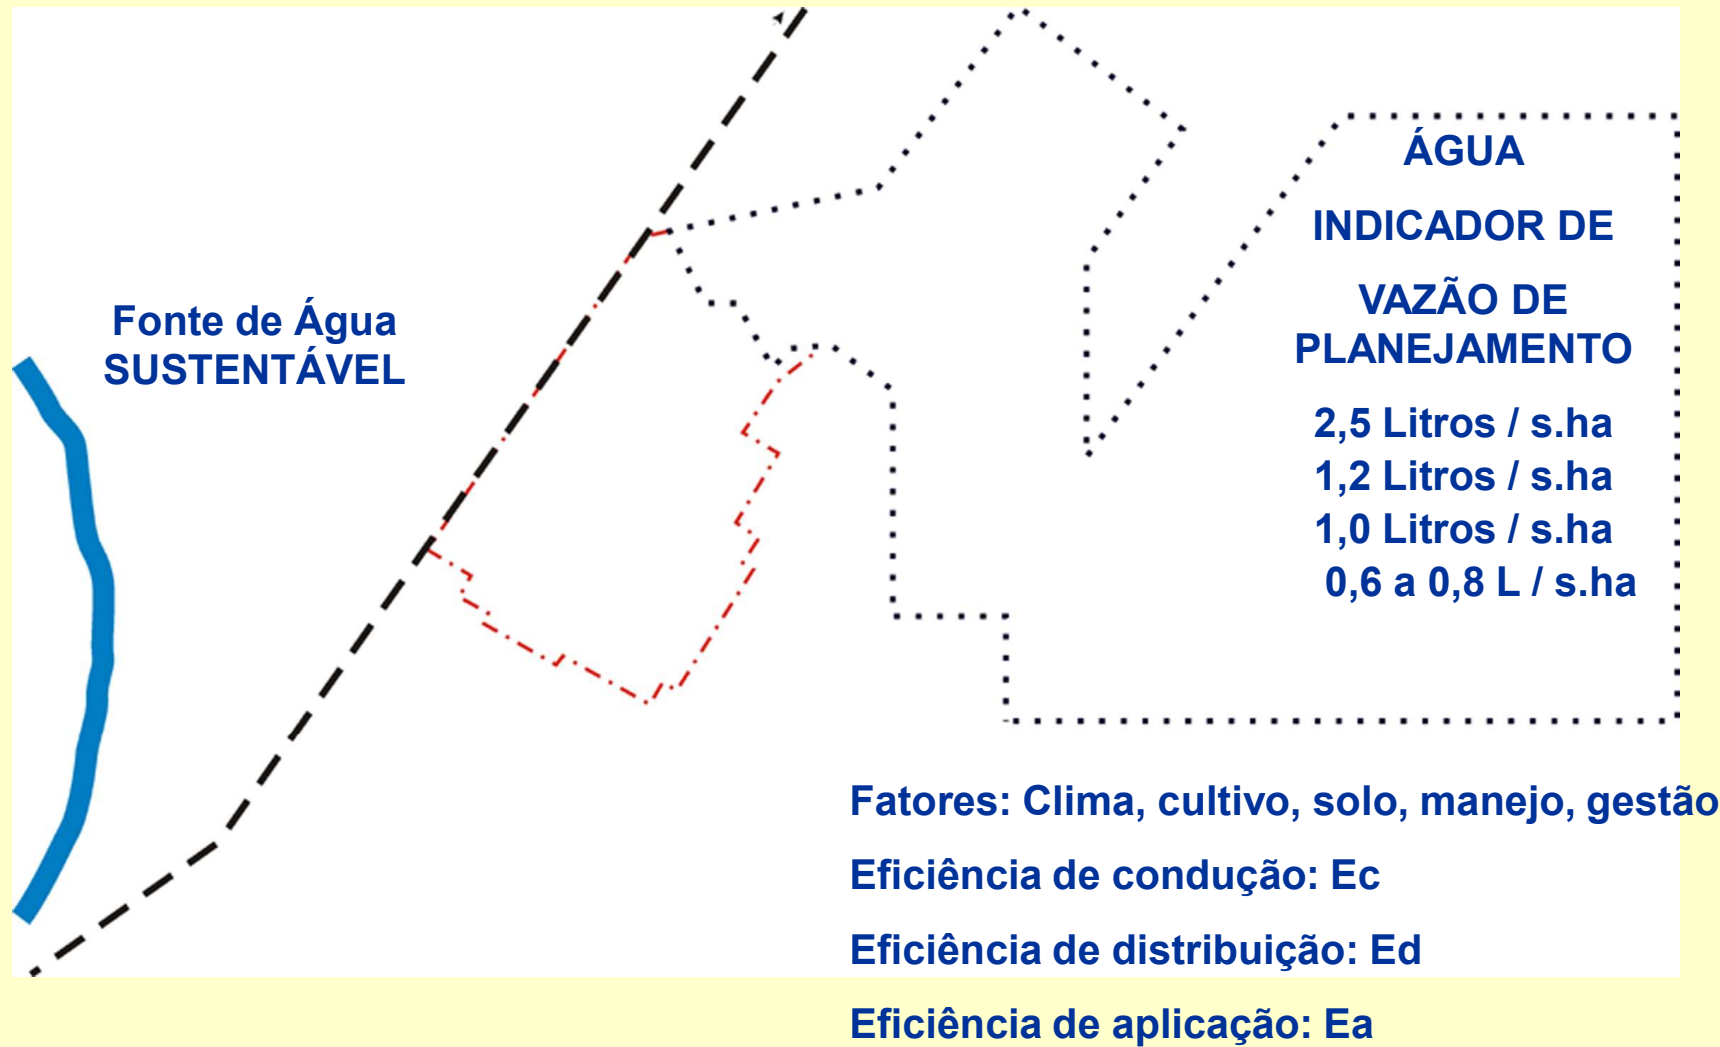 Fonte de Água
SUSTENTÁVEL
ÁGUA
INDICADOR DE
VAZÃO DE
PLANEJAMENTO
2,5 Litros / s.ha
1,2 Litros / s.ha
1,0 Litros / s.ha
0,6 a 0,8 L / s.ha
Fatores: Clima, cultivo, solo, manejo, gestão
Eficiência de condução: Ec
Eficiência de distribuição: Ed
Eficiência de aplicação: Ea